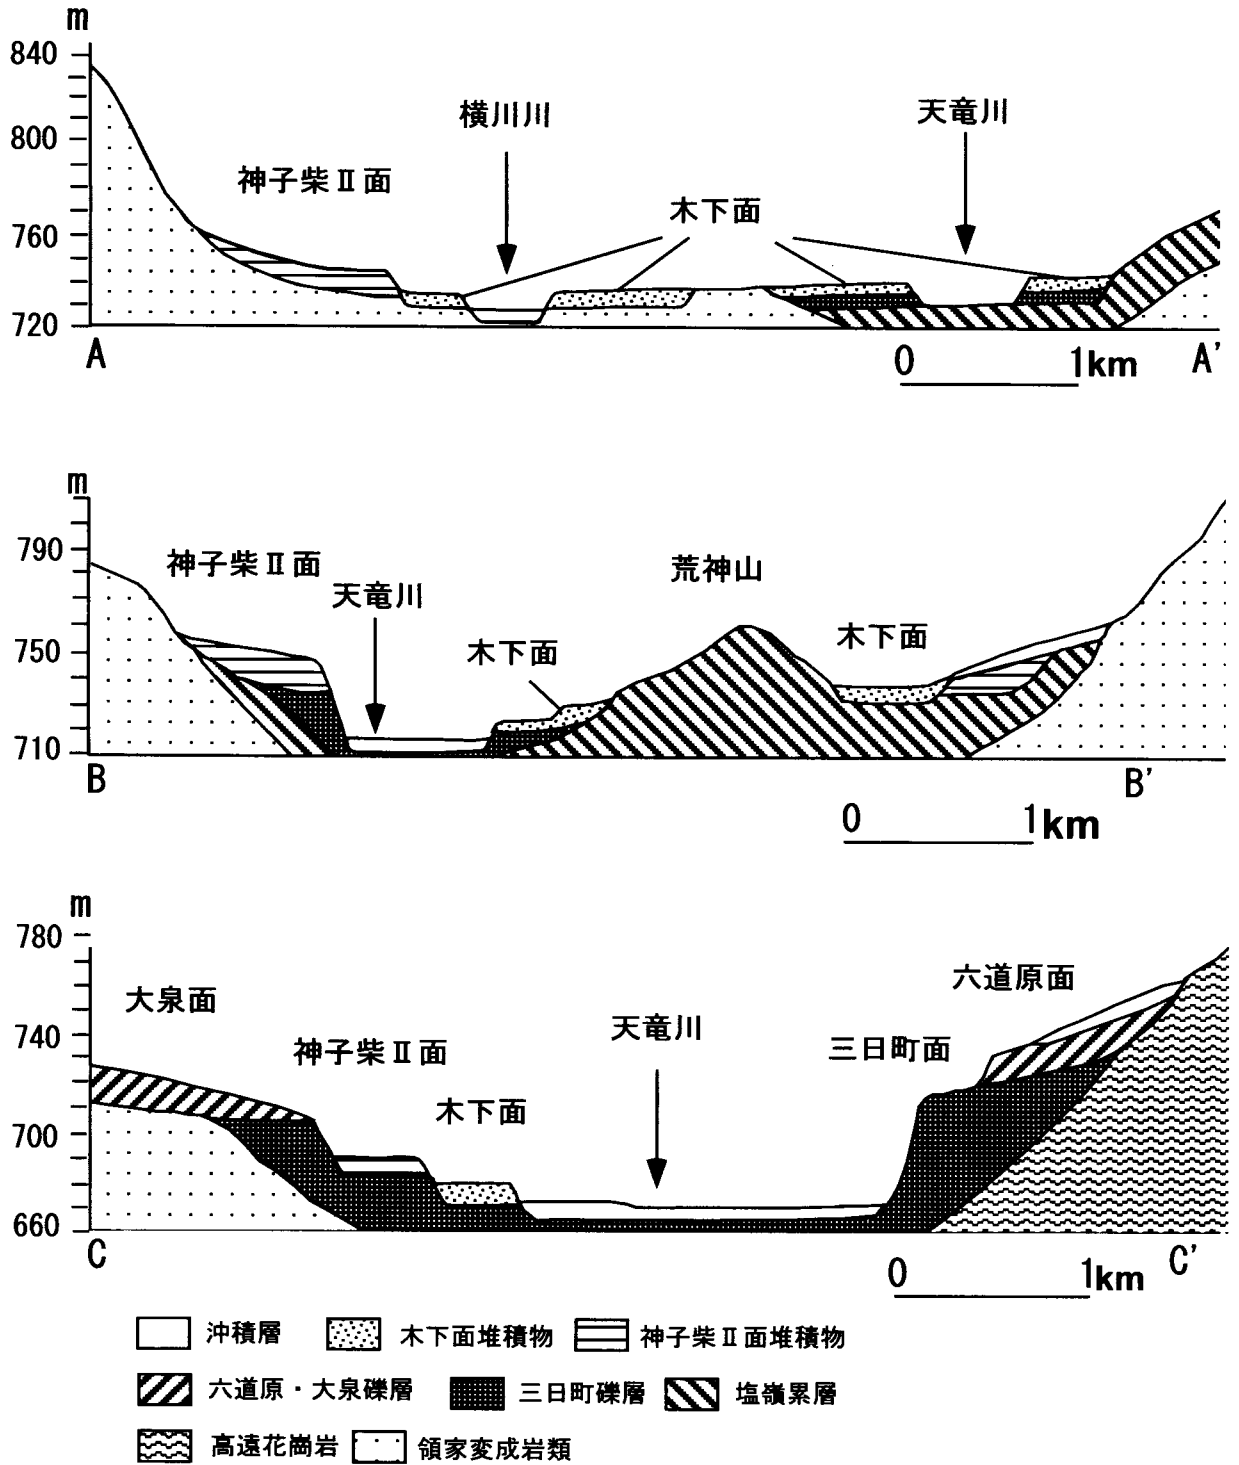 m
840
800
760
720
横川川
天竜川
神子柴Ⅱ面
木下面
A
0 1km
A'
m
790
750
710
神子柴Ⅱ面
天竜川
木下面
荒神山
木下面
B
B'
0 1km
m
780
740
700
660
大泉面
神子柴Ⅱ面
木下面
天竜川
三日町面
六道原面
C
C'
0 1km
沖積層 木下面堆積物 神子柴Ⅱ面堆積物
六道原・大泉礫層 三日町礫層 塩嶺累層
高遠花崗岩 領家変成岩類